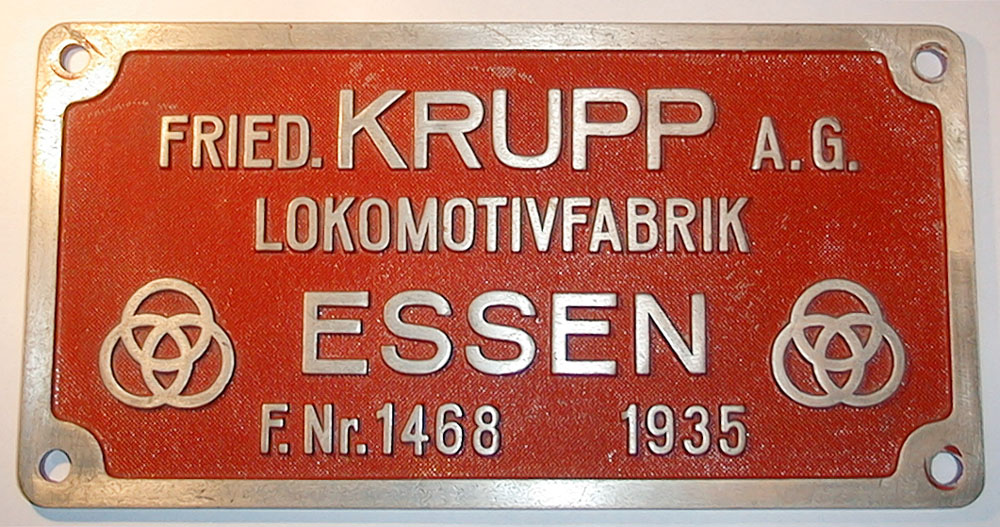 FRIED. KRUPP A.G.
LOKOMOTIVFABRIK
ESSEN
F. Nr. 1468 1935